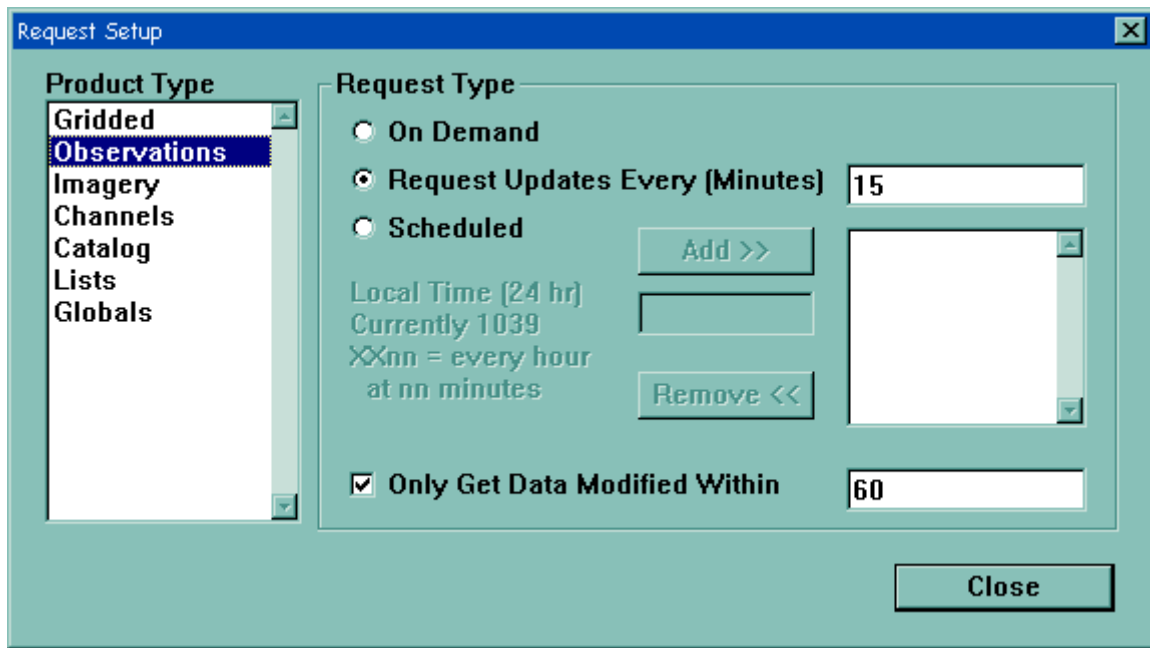 Request Setup
Product Type
Gridded
Observations
Imagery
Channels
Catalog
Lists
Globals
Request Type
On Demand
Request Updates Every (Minutes)
15
Scheduled
Add >>
Local Time (24 hr)
Currently 1039
XXnn = every hour
at nn minutes
Remove <<
Only Get Data Modified Within
60
Close